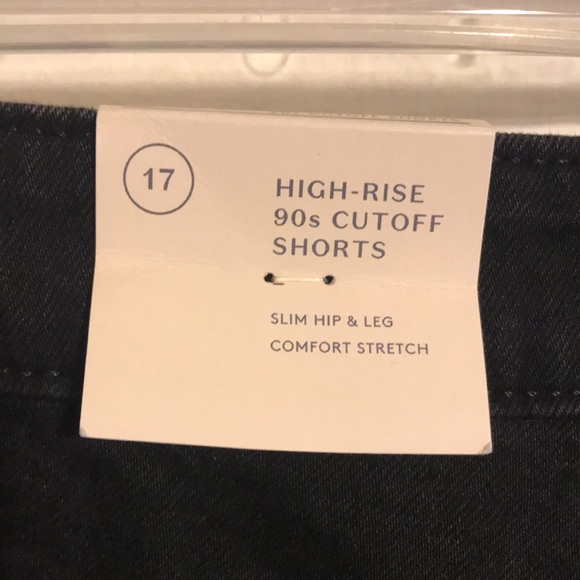 17
HIGH-RISE
90s CUTOFF
SHORTS
SLIM HIP & LEG
COMFORT STRETCH